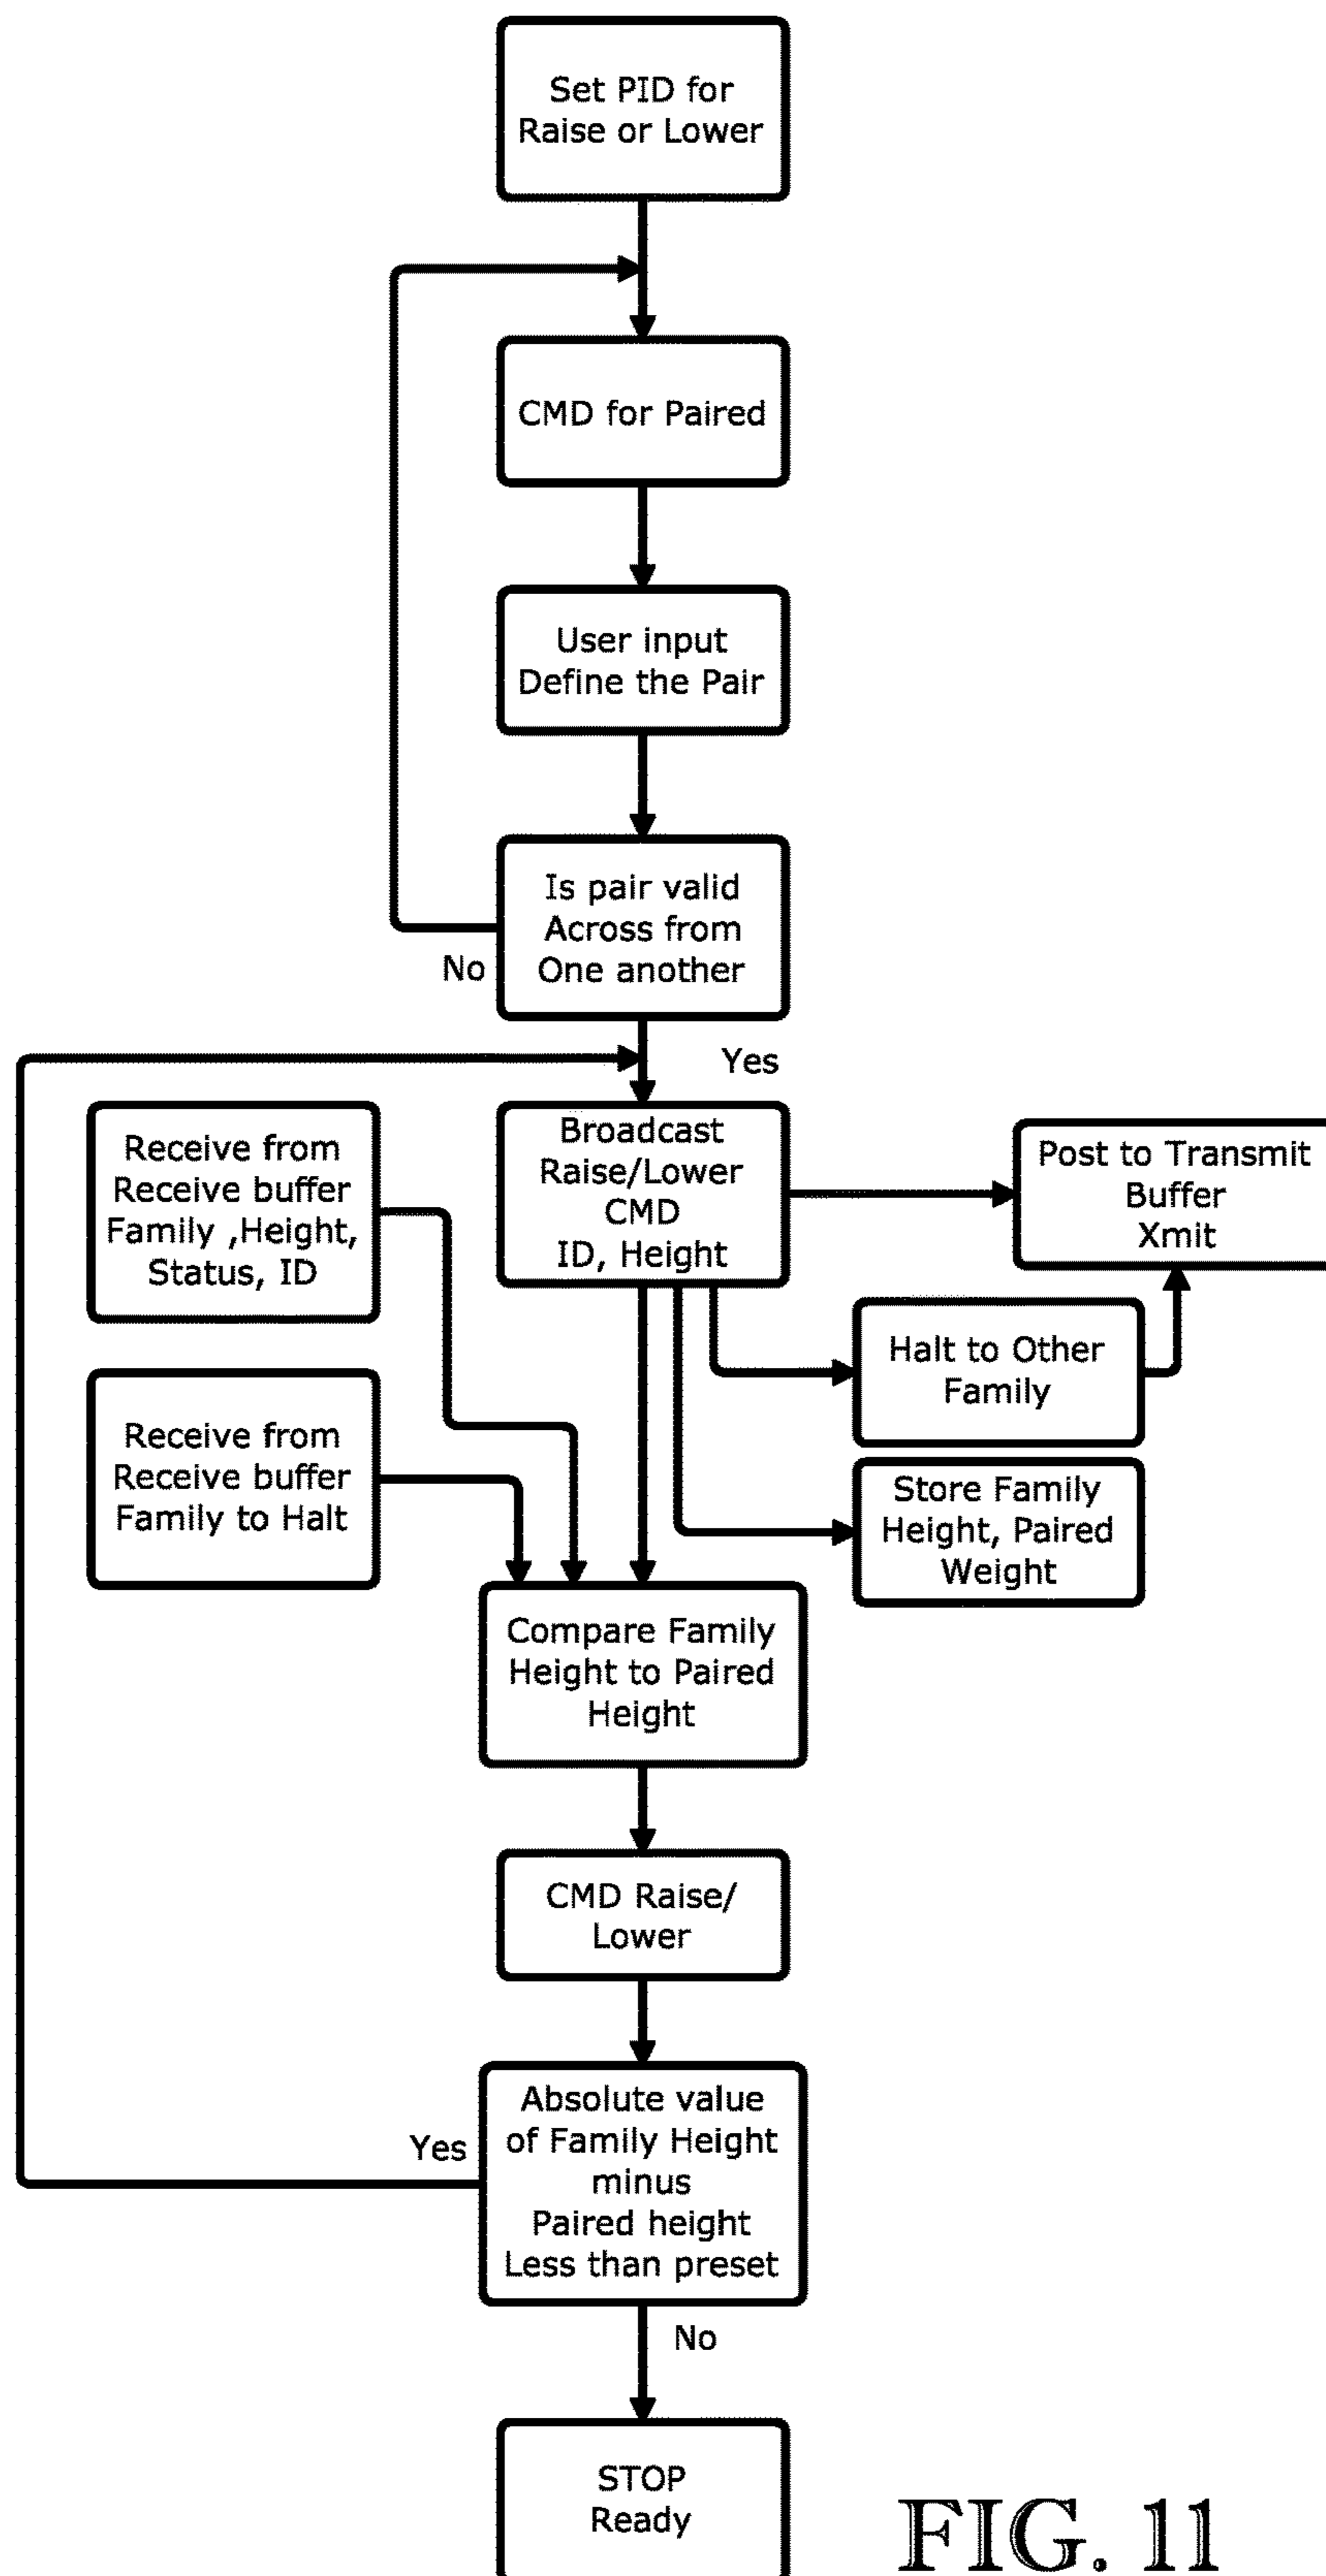 Set PID for
Raise or Lower
CMD for Paired
User input
Define the Pair
Is pair valid
Across from
One another
No
Yes
Receive from
Receive buffer
Family ,Height,
Status, ID
Broadcast
Raise/Lower
CMD
ID, Height
Post to Transmit
Buffer
Xmit
Halt to Other
Family
Receive from
Receive buffer
Family to Halt
Store Family
Height, Paired
Weight
Compare Family
Height to Paired
Height
CMD Raise/
Lower
Absolute value
of Family Height
minus
Paired height
Less than preset
Yes
No
STOP
Ready
FIG. 11